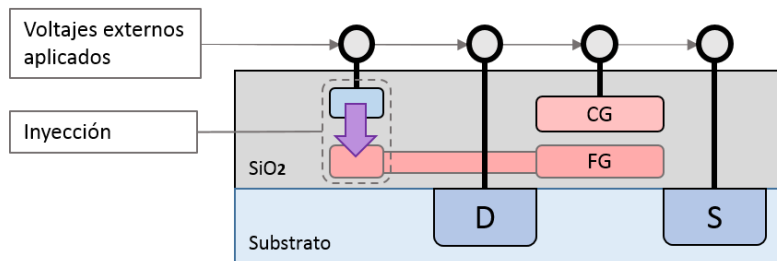 Voltajes externos
aplicados
Inyección
CG
SiO2
FG
D
S
Substrato